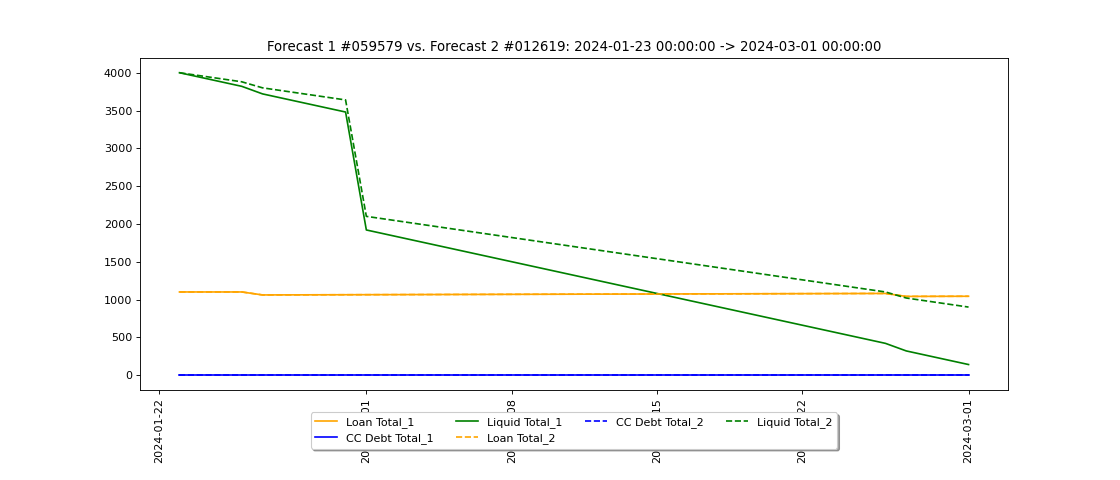 Forecast 1 #059579 vs. Forecast 2 #012619: 2024-01-23 00:00:00 -> 2024-03-01 00:00:00
4000
3500
3000
2500
2000
1500
1000
500
0
2024-01-22
2024-03-01
Loan Total_1
CC Debt Total_1
Liquid Total_1
Loan Total_2
CC Debt Total_2
Liquid Total_2